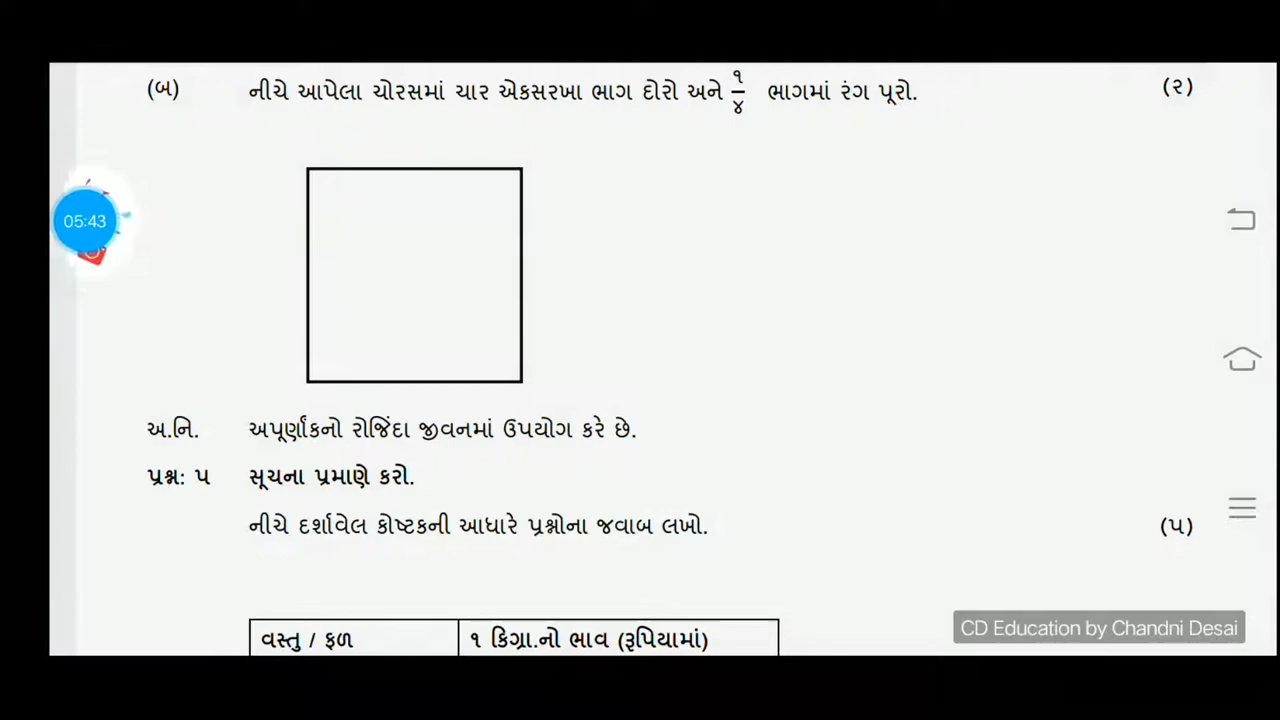 (બ) નીચે આપેલા ચોરસમાં ચાર એકસરખા ભાગ દોરો અને ૧/૪ ભાગમાં રંગ પૂરો. (૨)
05:43
અ.નિ. અપૂર્ણાંકનો રોજિંદા જીવનમાં ઉપયોગ કરે છે.
પ્રશ્ન: ૫ સૂચના પ્રમાણે કરો.
નીચે દર્શાવેલ કોષ્ટકની આધારે પ્રશ્નોના જવાબ લખો. (૫)
વસ્તુ / ફળ ૧ કિગ્રા.નો ભાવ (રૂપિયામાં)
CD Education by Chandni Desai